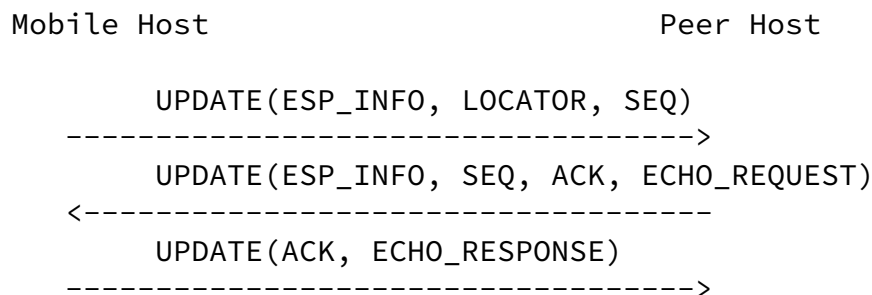 Mobile Host                         Peer Host
UPDATE(ESP_INFO, LOCATOR, SEQ)
----------------------------------->
UPDATE(ESP_INFO, SEQ, ACK, ECHO_REQUEST)
<-----------------------------------
UPDATE(ACK, ECHO_RESPONSE)
----------------------------------->